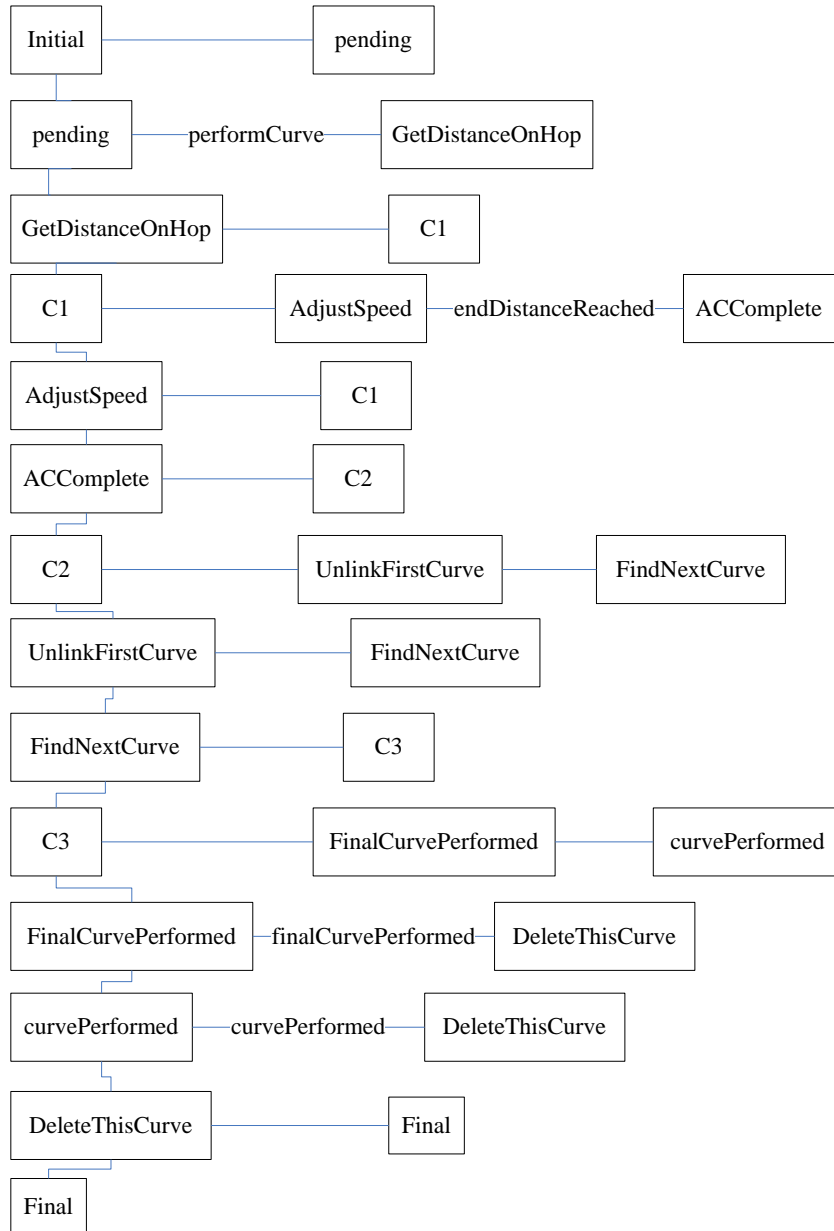 Initial pending
pending performCurve GetDistanceOnHop
GetDistanceOnHop C1
C1 AdjustSpeed endDistanceReached ACComplete
AdjustSpeed C1
ACComplete C2
C2 UnlinkFirstCurve FindNextCurve
UnlinkFirstCurve FindNextCurve
FindNextCurve C3
C3 FinalCurvePerformed curvePerformed
FinalCurvePerformed finalCurvePerformed DeleteThisCurve
curvePerformed curvePerformed DeleteThisCurve
DeleteThisCurve Final
Final